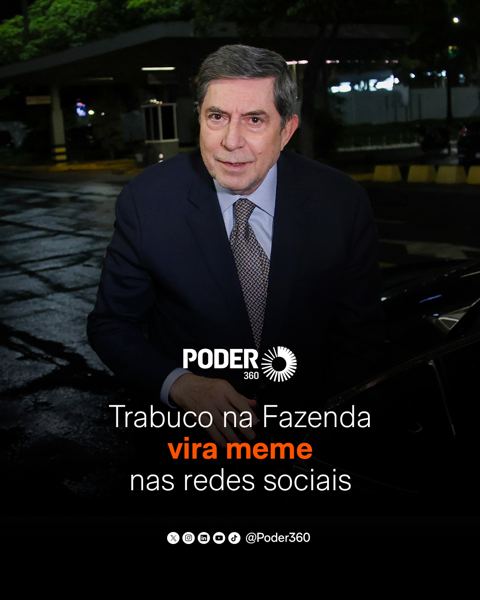 PODER
360
Trabuco na Fazenda
vira meme
nas redes sociais
@Poder360